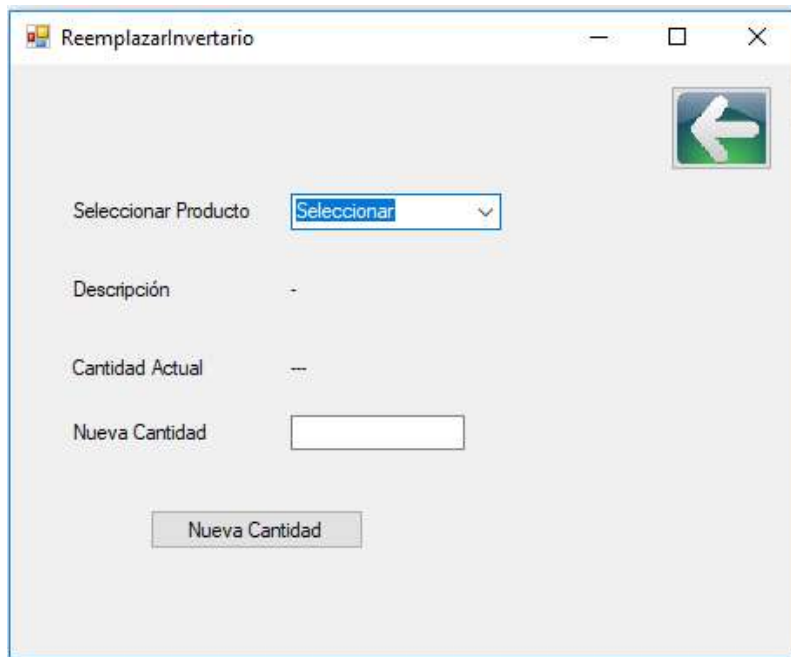 ReemplazarInvertario
Seleccionar Producto Seleccionar
Descripción -
Cantidad Actual ---
Nueva Cantidad
Nueva Cantidad